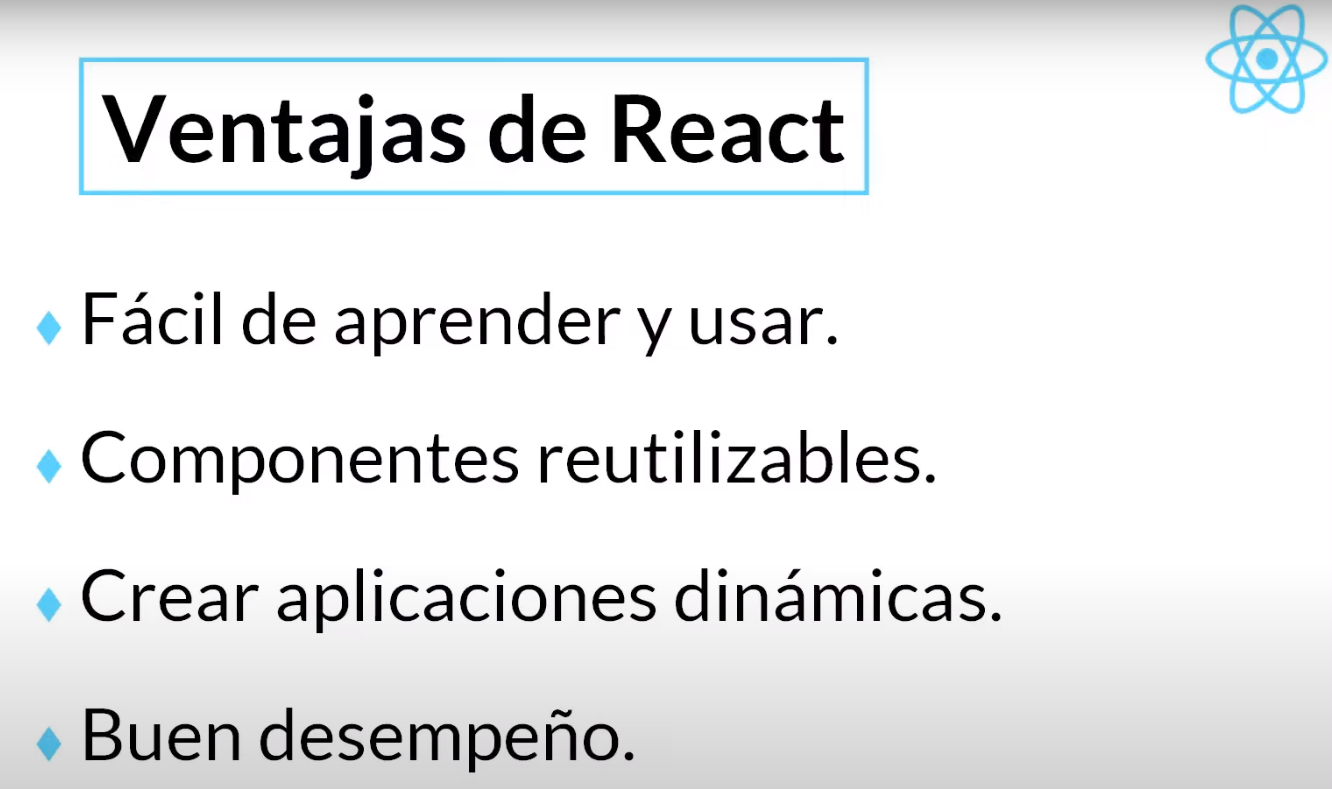 Ventajas de React
Fácil de aprender y usar.
Componentes reutilizables.
Crear aplicaciones dinámicas.
Buen desempeño.